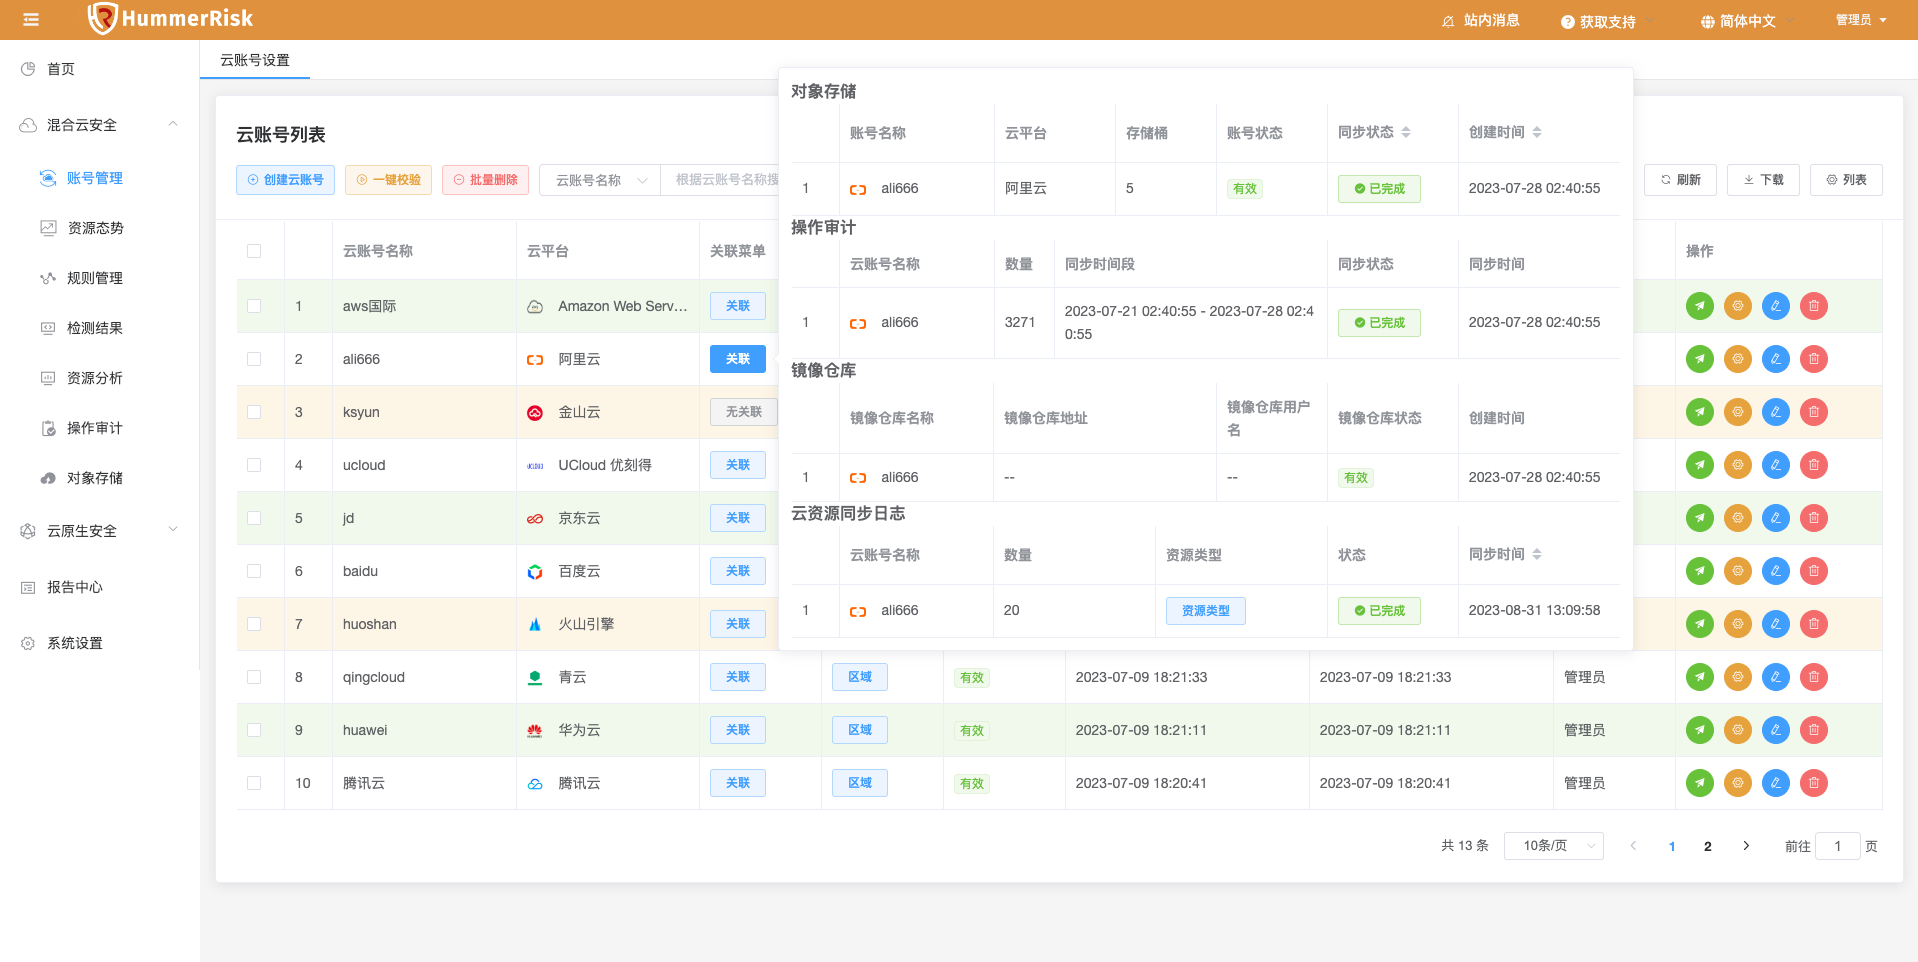 HummerRisk
站内消息
获取支持
简体中文
管理员
首页
混合云安全
账号管理
资源态势
规则管理
检测结果
资源分析
操作审计
对象存储
云原生安全
报告中心
系统设置
云账号设置
云账号列表
创建云账号 一键校验 批量删除 云账号名称 根据云账号名称搜
刷新 下载 列表
云账号名称 云平台 关联菜单 操作
1 aws国际 Amazon Web Serv... 关联
2 ali666 阿里云 关联
3 ksyun 金山云 无关联
4 ucloud UCloud 优刻得 关联
5 jd 京东云 关联
6 baidu 百度云 关联
7 huoshan 火山引擎 关联
8 qingcloud 青云 关联 区域 有效 2023-07-09 18:21:33 2023-07-09 18:21:33 管理员
9 huawei 华为云 关联 区域 有效 2023-07-09 18:21:11 2023-07-09 18:21:11 管理员
10 腾讯云 腾讯云 关联 区域 有效 2023-07-09 18:20:41 2023-07-09 18:20:41 管理员
对象存储
账号名称 云平台 存储桶 账号状态 同步状态 创建时间
1 ali666 阿里云 5 有效 已完成 2023-07-28 02:40:55
操作审计
云账号名称 数量 同步时间段 同步状态 同步时间
1 ali666 3271 2023-07-21 02:40:55 - 2023-07-28 02:4
0:55 已完成 2023-07-28 02:40:55
镜像仓库
镜像仓库名称 镜像仓库地址 镜像仓库用户
名 镜像仓库状态 创建时间
1 ali666 -- -- 有效 2023-07-28 02:40:55
云资源同步日志
云账号名称 数量 资源类型 状态 同步时间
1 ali666 20 资源类型 已完成 2023-08-31 13:09:58
共 13 条 10条/页 1 2 前往 1 页